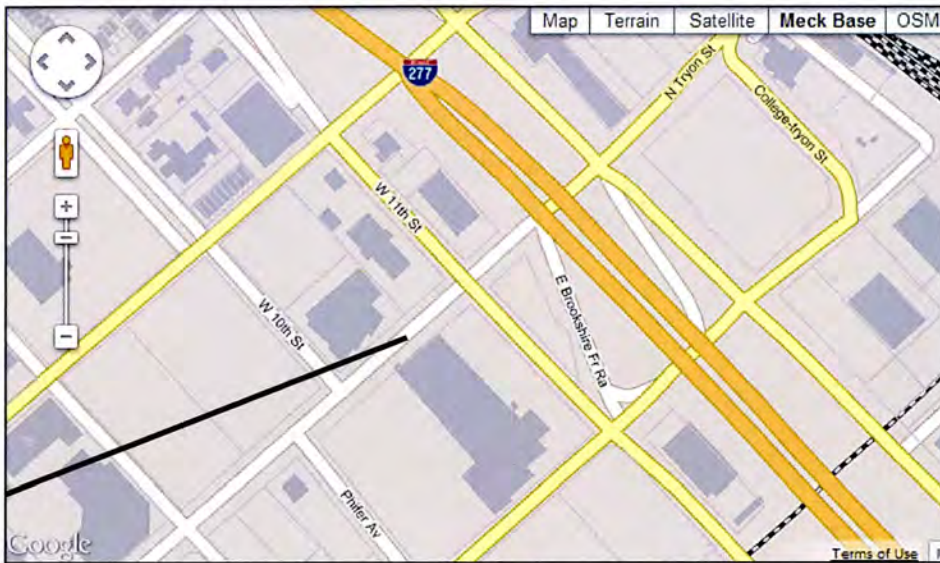 Map
Terrain
Satellite
Meck Base
OSM
277
N Tryon St
College-tryon St
W 11th St
W 10th St
E Brookshire Fr Ra
Phifer Av
Google
Terms of Use